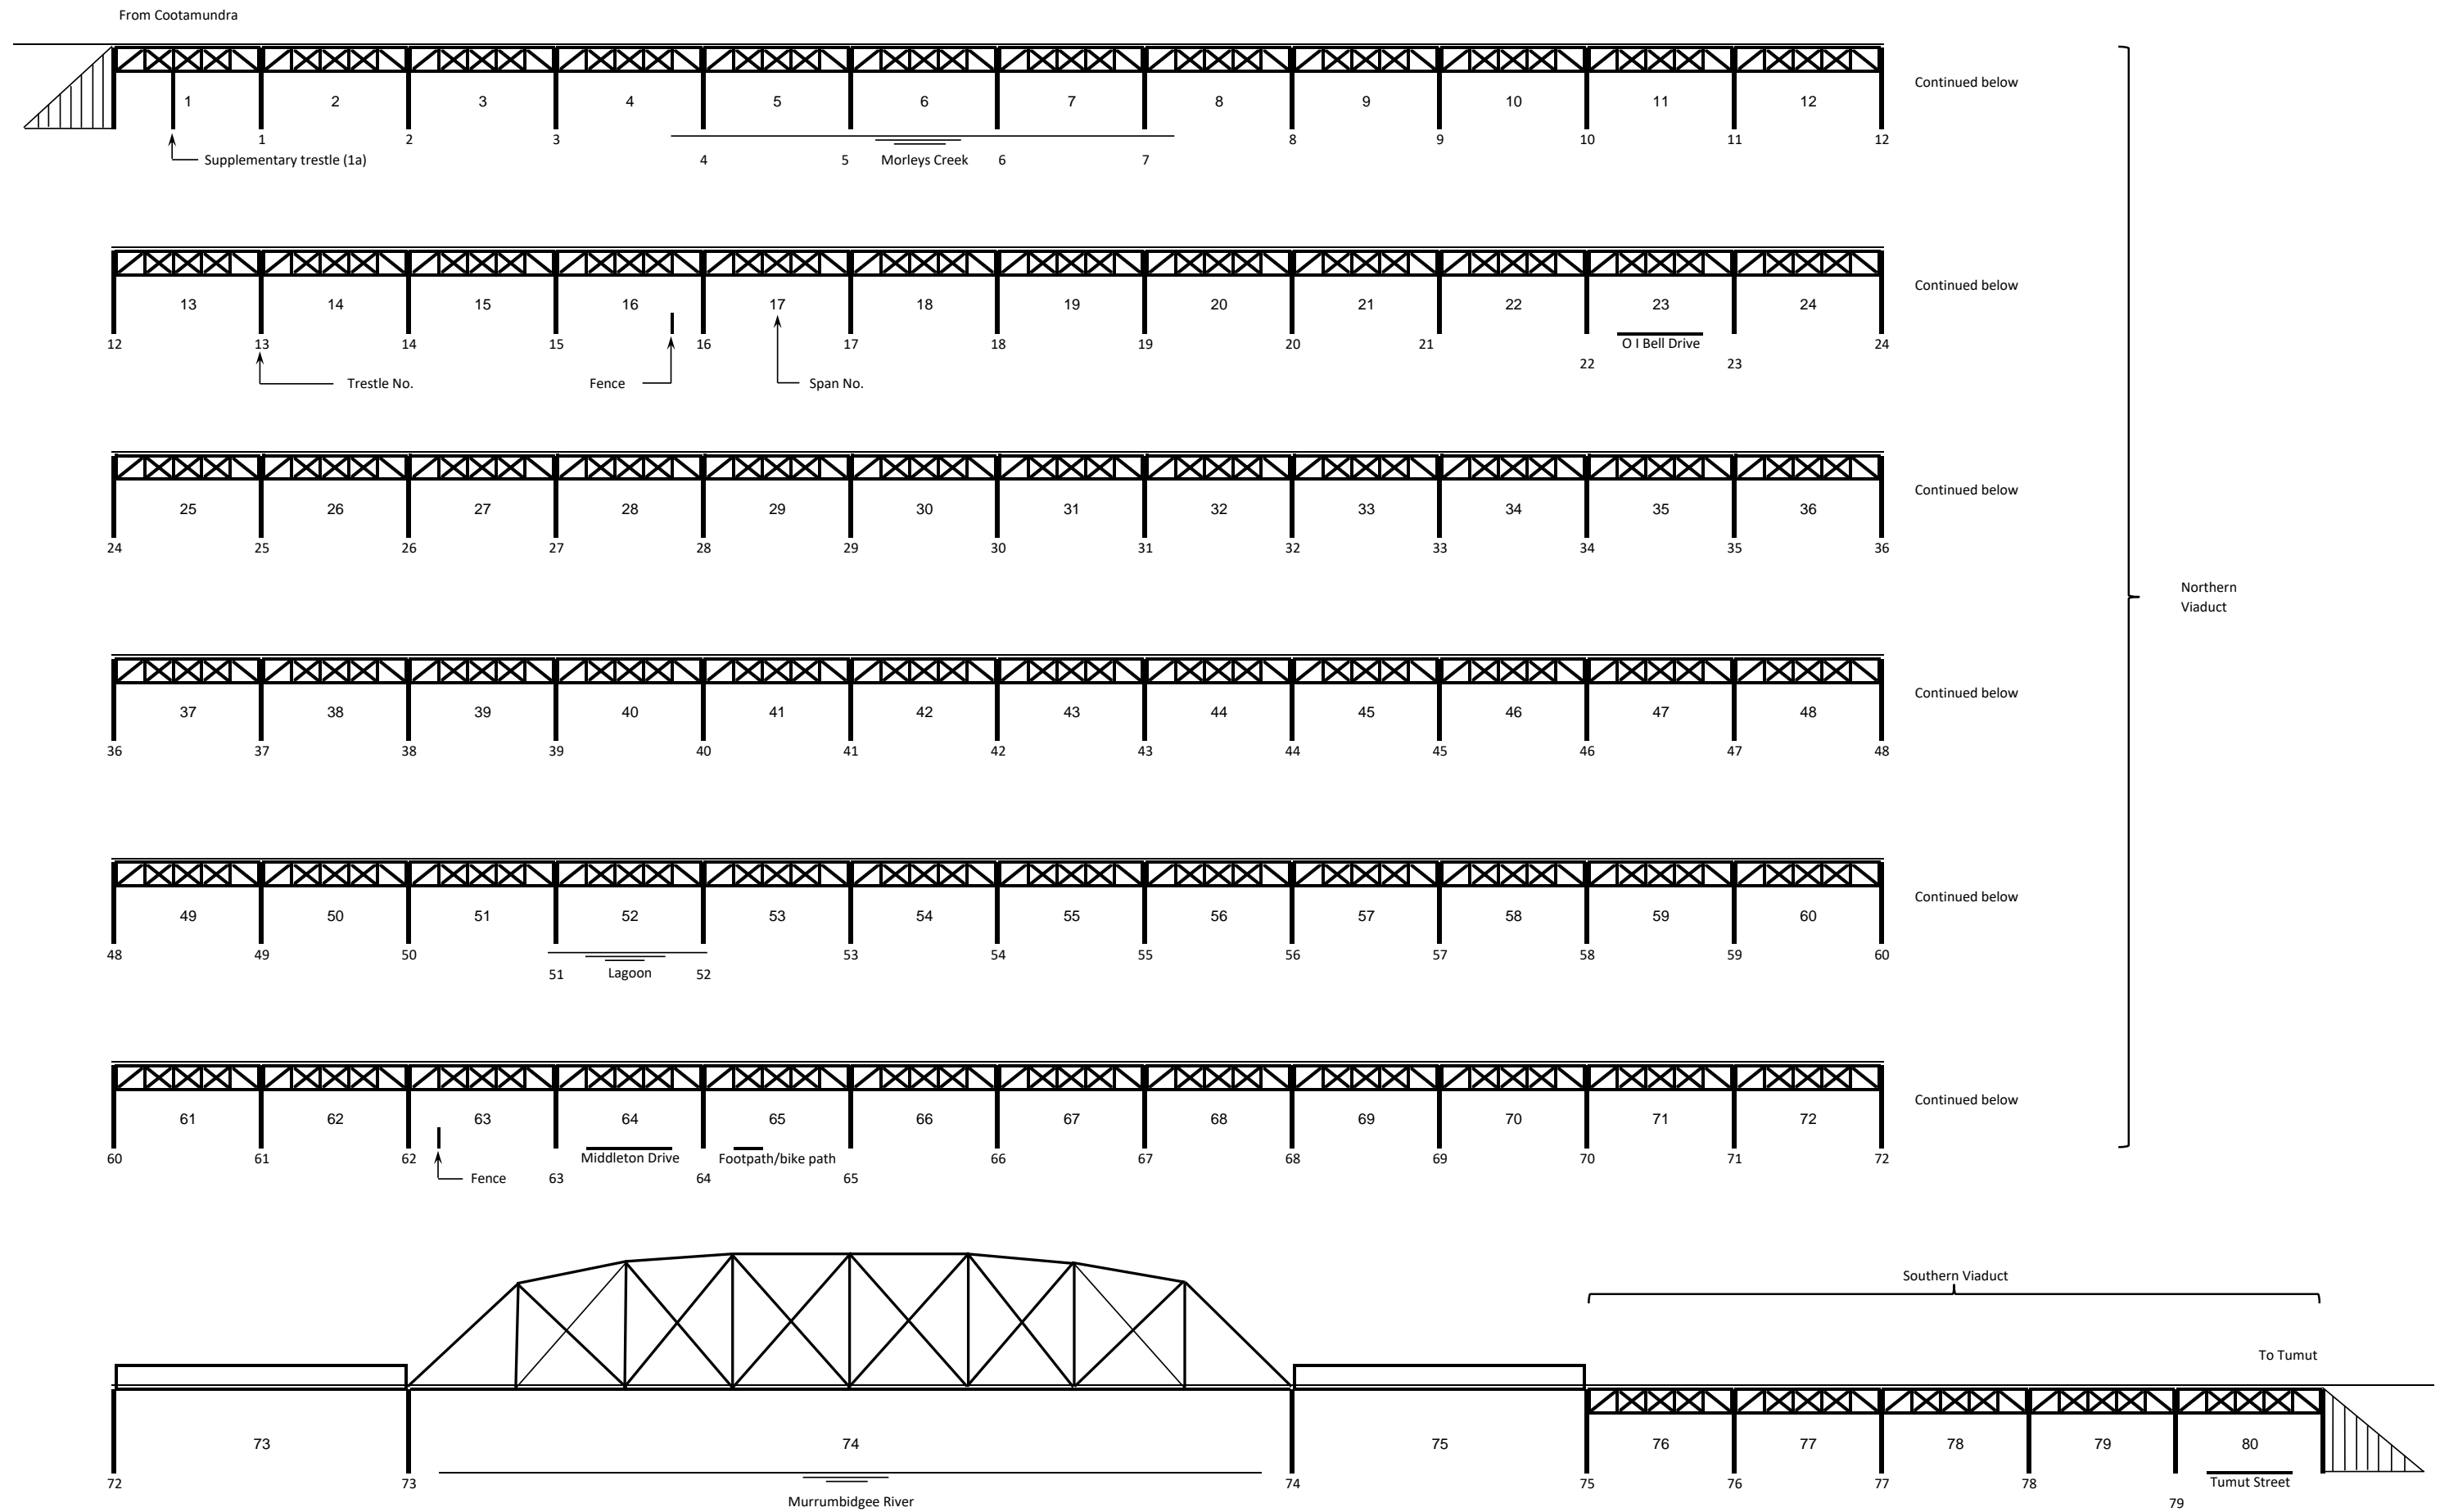 From Cootamundra
Continued below
1 2 3 4 5 6 7 8 9 10 11 12
1 2 3 8 9 10 11 12
Supplementary trestle (1a) 4 5 Morleys Creek 6 7
Continued below
13 14 15 16 17 18 19 20 21 22 23 24
12 13 14 15 16 17 18 19 20 21 O I Bell Drive 24
22 23
Trestle No. Fence Span No.
Continued below
25 26 27 28 29 30 31 32 33 34 35 36
24 25 26 27 28 29 30 31 32 33 34 35 36
Northern
Viaduct
Continued below
37 38 39 40 41 42 43 44 45 46 47 48
36 37 38 39 40 41 42 43 44 45 46 47 48
Continued below
49 50 51 52 53 54 55 56 57 58 59 60
48 49 50 53 54 55 56 57 58 59 60
51 Lagoon 52
Continued below
61 62 63 64 65 66 67 68 69 70 71 72
60 61 62 Middleton Drive Footpath/bike path 66 67 68 69 70 71 72
Fence 63 64 65
Southern Viaduct
To Tumut
73 74 75 76 77 78 79 80
72 73 74 75 76 77 78 Tumut Street
Murrumbidgee River 79